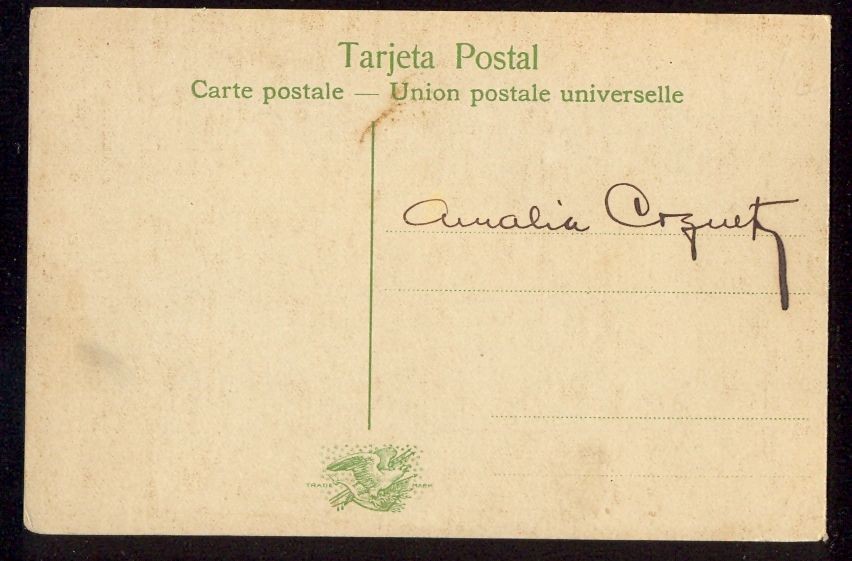 Tarjeta Postal
Carte postale — Union postale universelle
Amalia
TRADE MARK